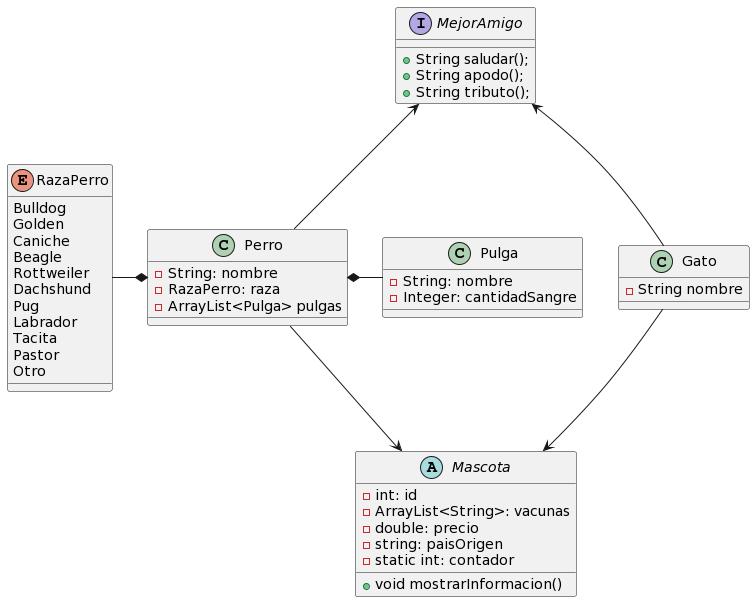 I MejorAmigo
String saludar();
String apodo();
String tributo();
E RazaPerro
Bulldog
Golden
Caniche
Beagle
Rottweiler
Dachshund
Pug
Labrador
Tacita
Pastor
Otro
C Perro
String: nombre
RazaPerro: raza
ArrayList<Pulga> pulgas
C Pulga
String: nombre
Integer: cantidadSangre
C Gato
String nombre
A Mascota
int: id
ArrayList<String>: vacunas
double: precio
string: paisOrigen
static int: contador
void mostrarInformacion()